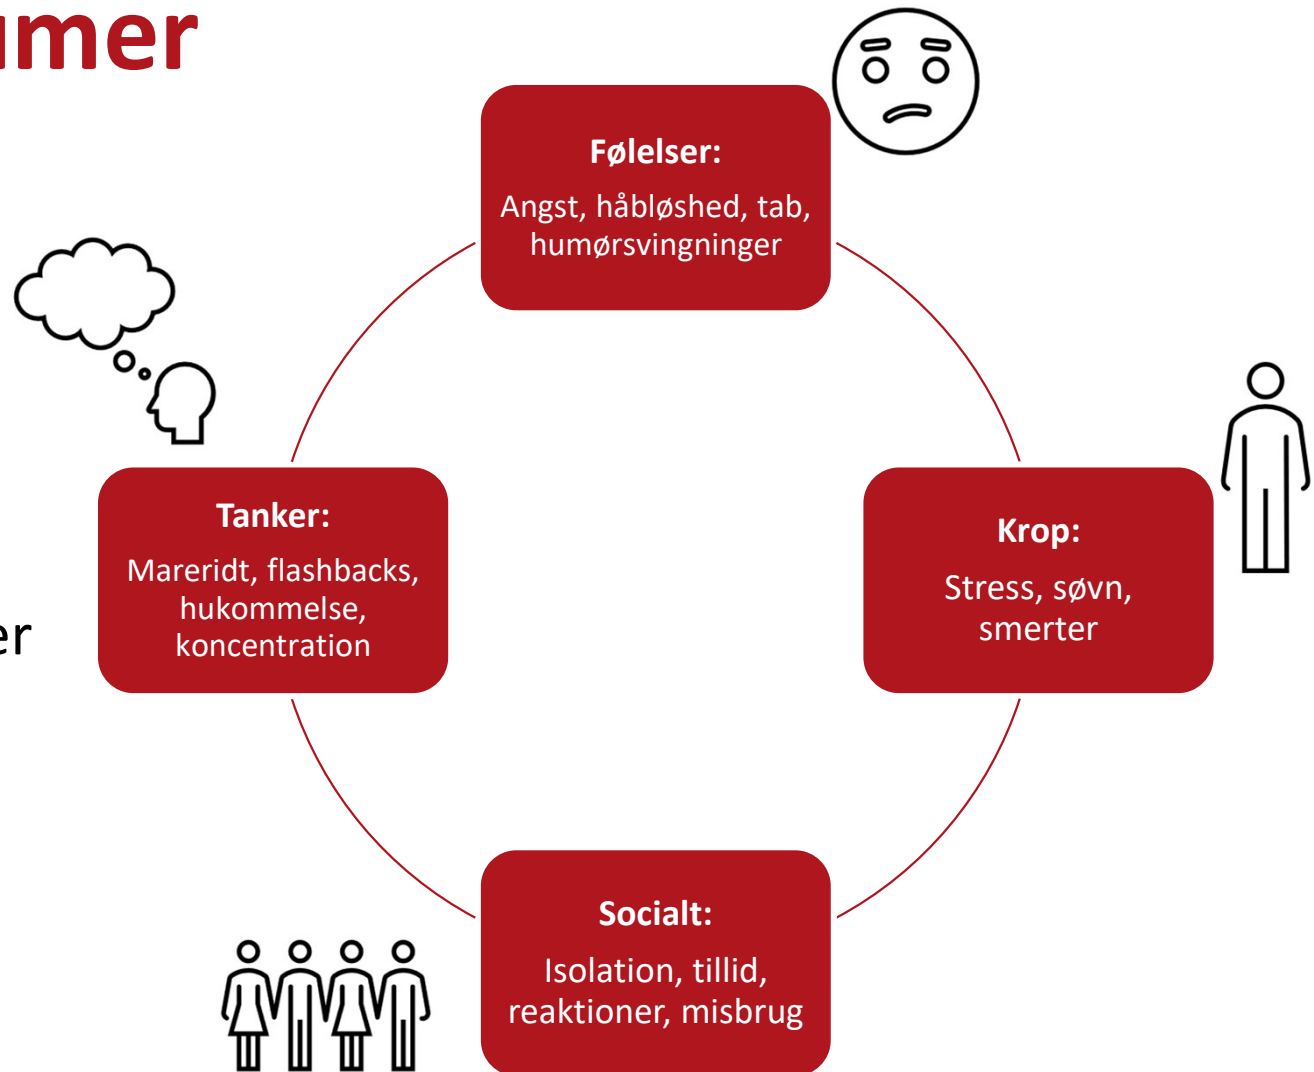 umer
Følelser:
Angst, håbløshed, tab,
humørsvingninger
Tanker:
Mareridt, flashbacks,
hukommelse,
koncentration
er
Krop:
Stress, søvn,
smerter
Socialt:
Isolation, tillid,
reaktioner, misbrug